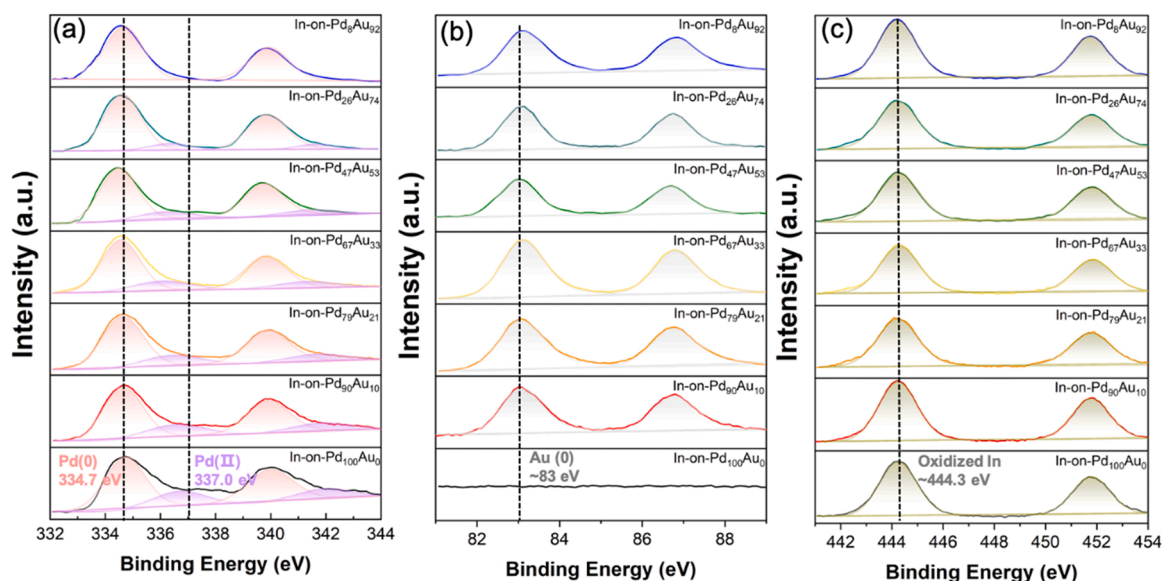 (a)
In-on-Pd₈Au₉₂
In-on-Pd₂₆Au₇₄
In-on-Pd₄₇Au₅₃
In-on-Pd₆₇Au₃₃
In-on-Pd₇₉Au₂₁
In-on-Pd₉₀Au₁₀
In-on-Pd₁₀₀Au₀
Pd(0)
334.7 eV
Pd(II)
337.0 eV
Intensity (a.u.)
332 334 336 338 340 342 344
Binding Energy (eV)
(b)
In-on-Pd₈Au₉₂
In-on-Pd₂₆Au₇₄
In-on-Pd₄₇Au₅₃
In-on-Pd₆₇Au₃₃
In-on-Pd₇₉Au₂₁
In-on-Pd₉₀Au₁₀
In-on-Pd₁₀₀Au₀
Au (0)
~83 eV
Intensity (a.u.)
82 84 86 88
Binding Energy (eV)
(c)
In-on-Pd₈Au₉₂
In-on-Pd₂₆Au₇₄
In-on-Pd₄₇Au₅₃
In-on-Pd₆₇Au₃₃
In-on-Pd₇₉Au₂₁
In-on-Pd₉₀Au₁₀
In-on-Pd₁₀₀Au₀
Oxidized In
~444.3 eV
Intensity (a.u.)
442 444 446 448 450 452 454
Binding Energy (eV)